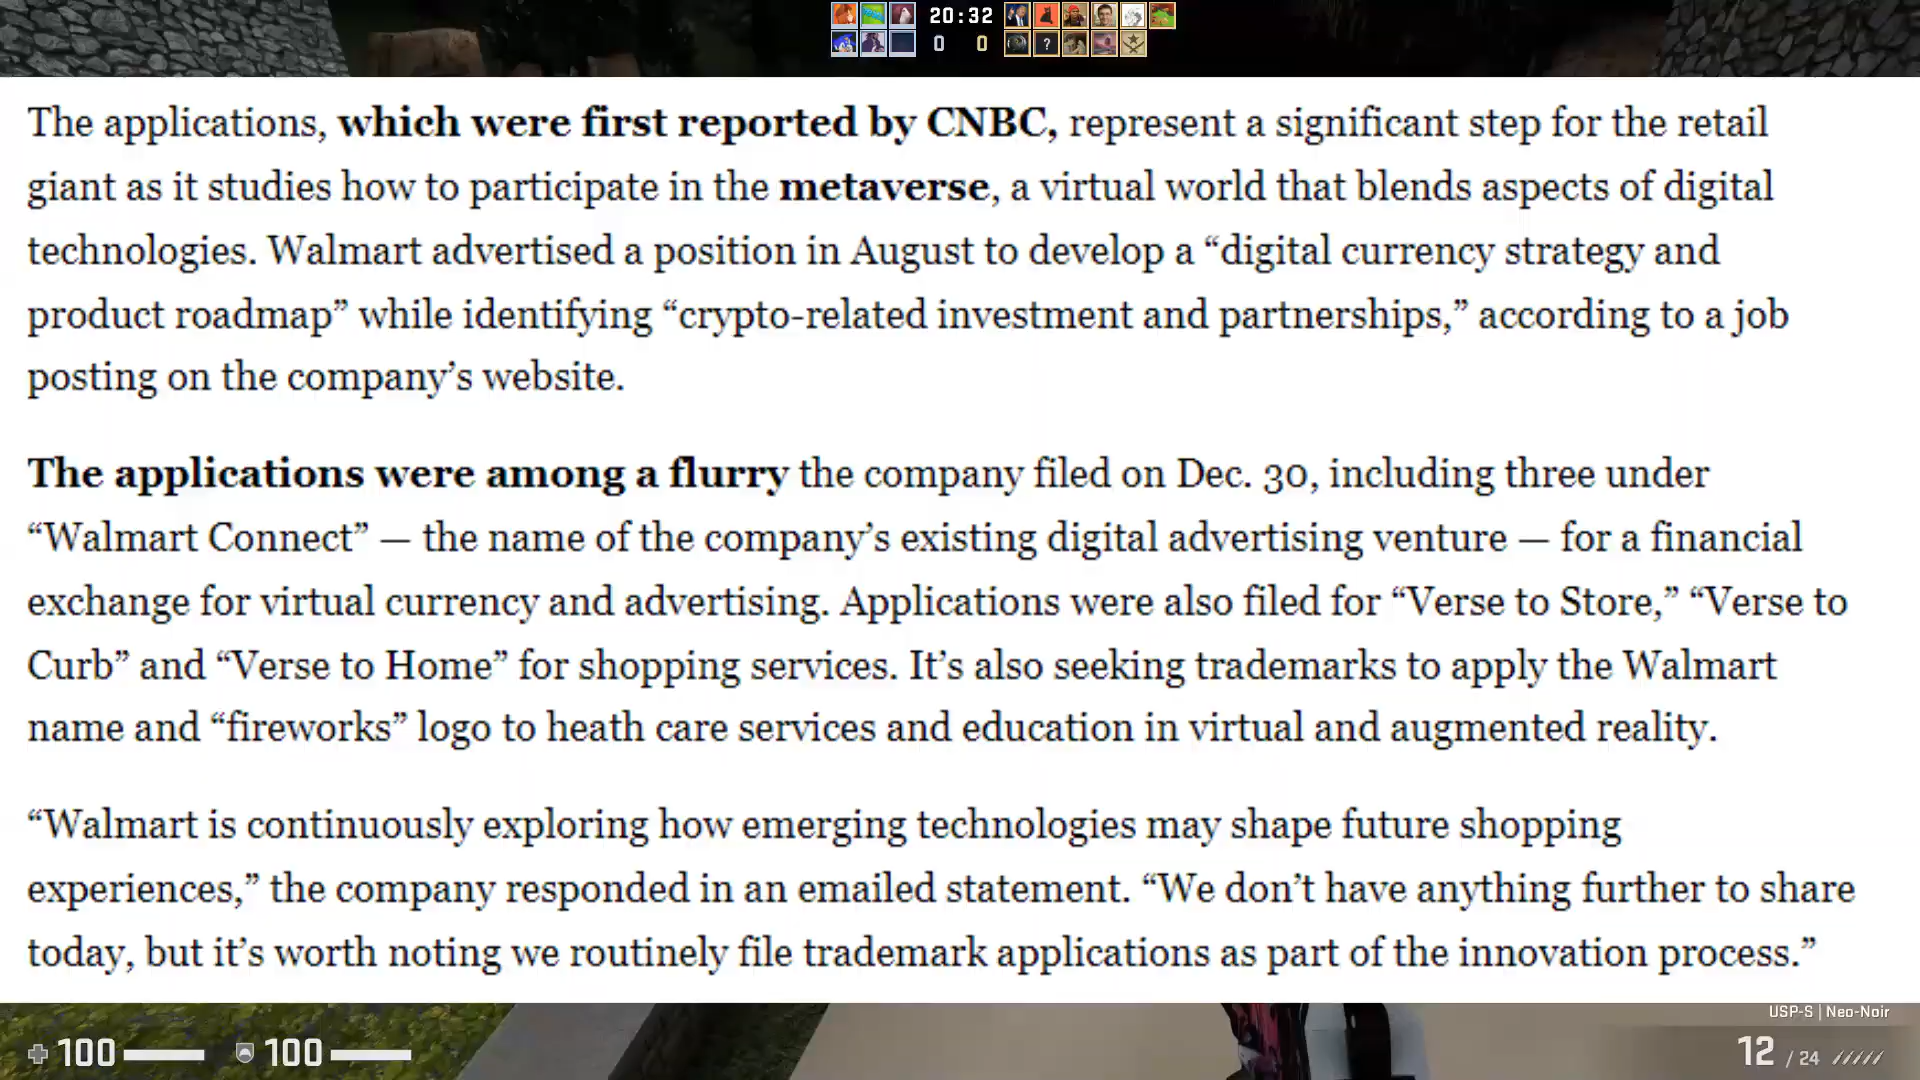 20:32
0 0
?
The applications, which were first reported by CNBC, represent a significant step for the retail
giant as it studies how to participate in the metaverse, a virtual world that blends aspects of digital
technologies. Walmart advertised a position in August to develop a “digital currency strategy and
product roadmap” while identifying “crypto-related investment and partnerships,” according to a job
posting on the company’s website.
The applications were among a flurry the company filed on Dec. 30, including three under
“Walmart Connect” — the name of the company’s existing digital advertising venture — for a financial
exchange for virtual currency and advertising. Applications were also filed for “Verse to Store,” “Verse to
Curb” and “Verse to Home” for shopping services. It’s also seeking trademarks to apply the Walmart
name and “fireworks” logo to heath care services and education in virtual and augmented reality.
“Walmart is continuously exploring how emerging technologies may shape future shopping
experiences,” the company responded in an emailed statement. “We don’t have anything further to share
today, but it’s worth noting we routinely file trademark applications as part of the innovation process.”
USP-S | Neo-Noir
100 100 12 / 24